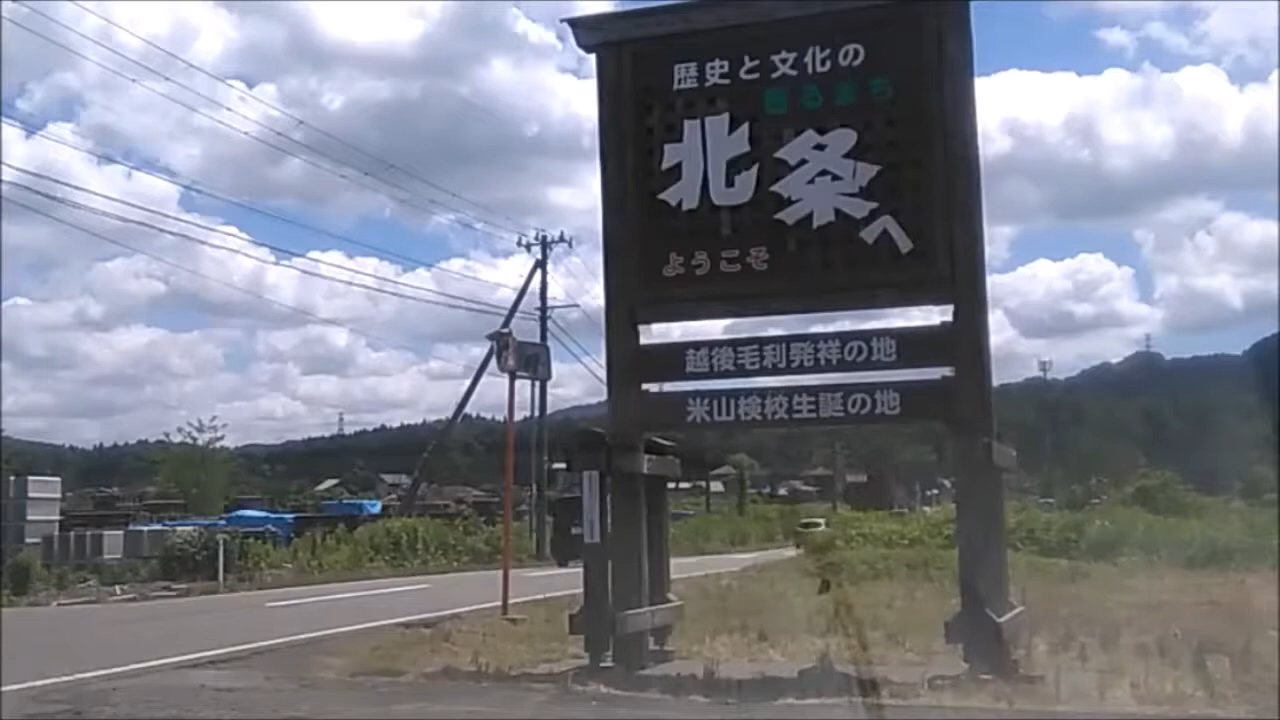 歴史と文化の
薫るまち
北条へ
ようこそ
越後毛利発祥の地
米山検校生誕の地